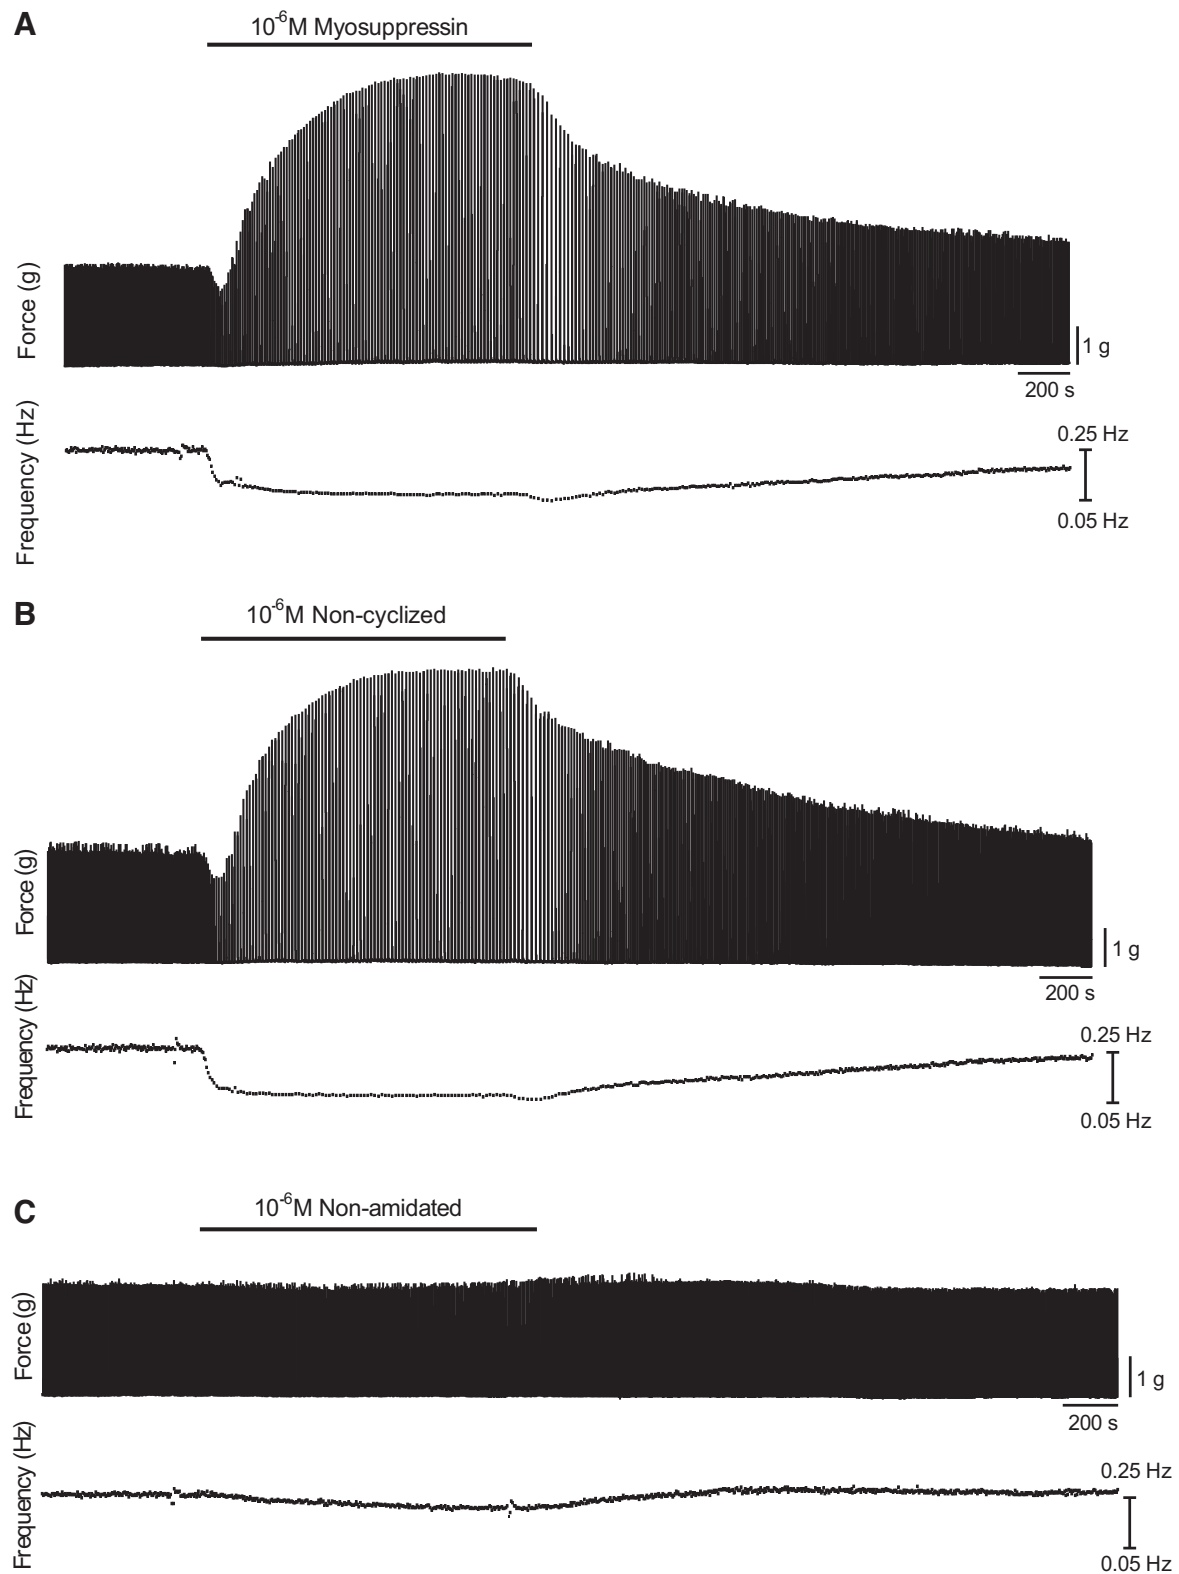 A
10⁻⁶M Myosuppressin
Force (g)
1 g
200 s
Frequency (Hz)
0.25 Hz
0.05 Hz
B
10⁻⁶M Non-cyclized
Force (g)
1 g
200 s
Frequency (Hz)
0.25 Hz
0.05 Hz
C
10⁻⁶M Non-amidated
Force (g)
1 g
200 s
Frequency (Hz)
0.25 Hz
0.05 Hz